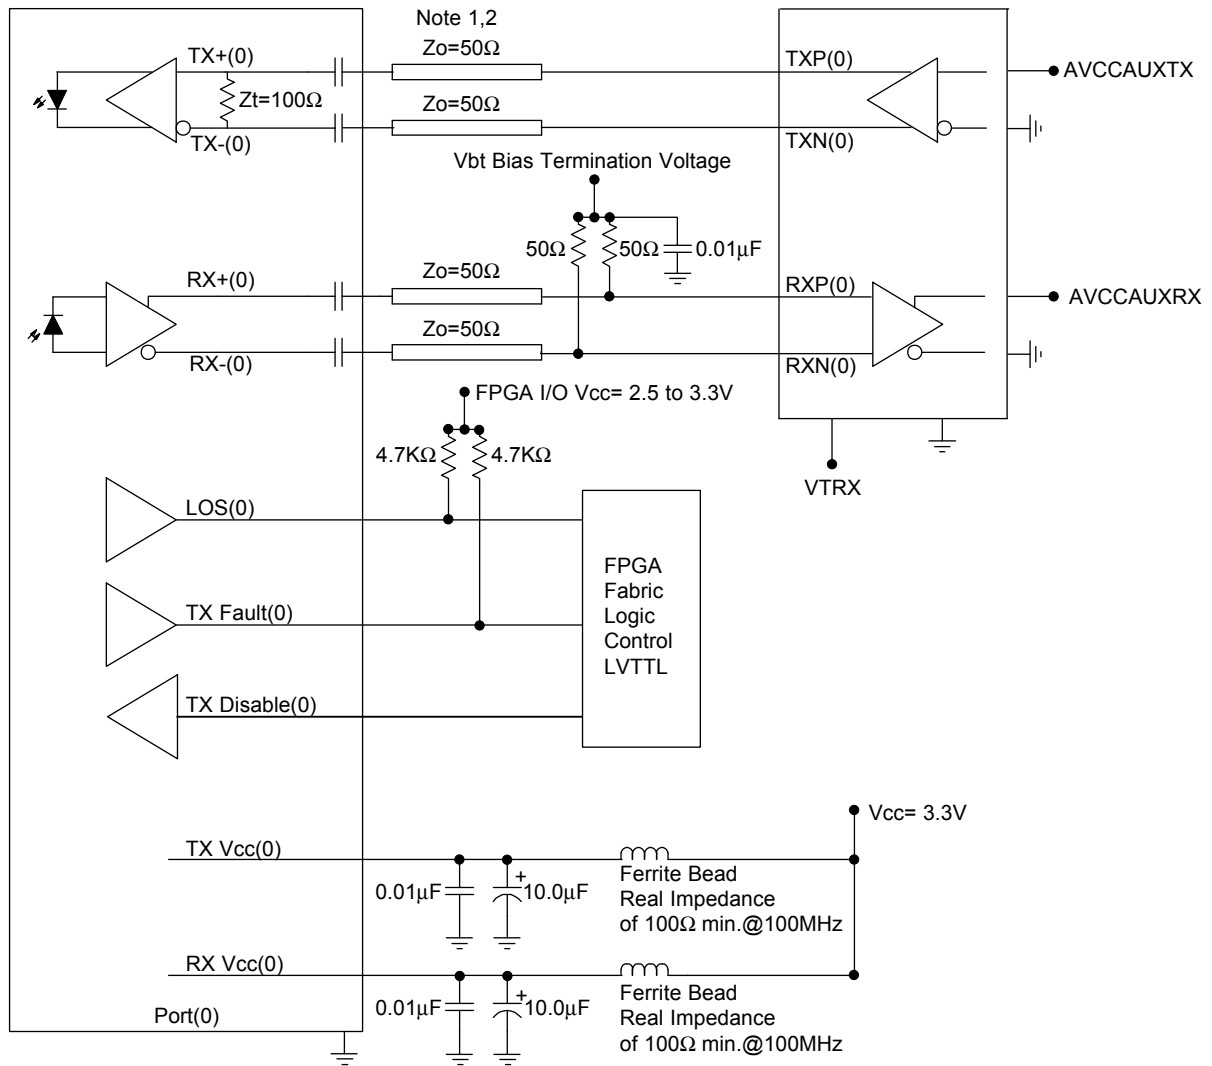 Note 1,2
TX+(0)
Zo=50Ω
TXP(0)
AVCCAUXTX
Zt=100Ω
Zo=50Ω
TX-(0)
TXN(0)
Vbt Bias Termination Voltage
50Ω
50Ω
0.01μF
RX+(0)
Zo=50Ω
RXP(0)
AVCCAUXRX
Zo=50Ω
RX-(0)
RXN(0)
FPGA I/O Vcc= 2.5 to 3.3V
4.7KΩ
4.7KΩ
VTRX
LOS(0)
FPGA
Fabric
Logic
Control
LVTTL
TX Fault(0)
TX Disable(0)
Vcc= 3.3V
TX Vcc(0)
0.01μF
+
10.0μF
Ferrite Bead
Real Impedance
of 100Ω min.@100MHz
RX Vcc(0)
0.01μF
+
10.0μF
Ferrite Bead
Real Impedance
of 100Ω min.@100MHz
Port(0)